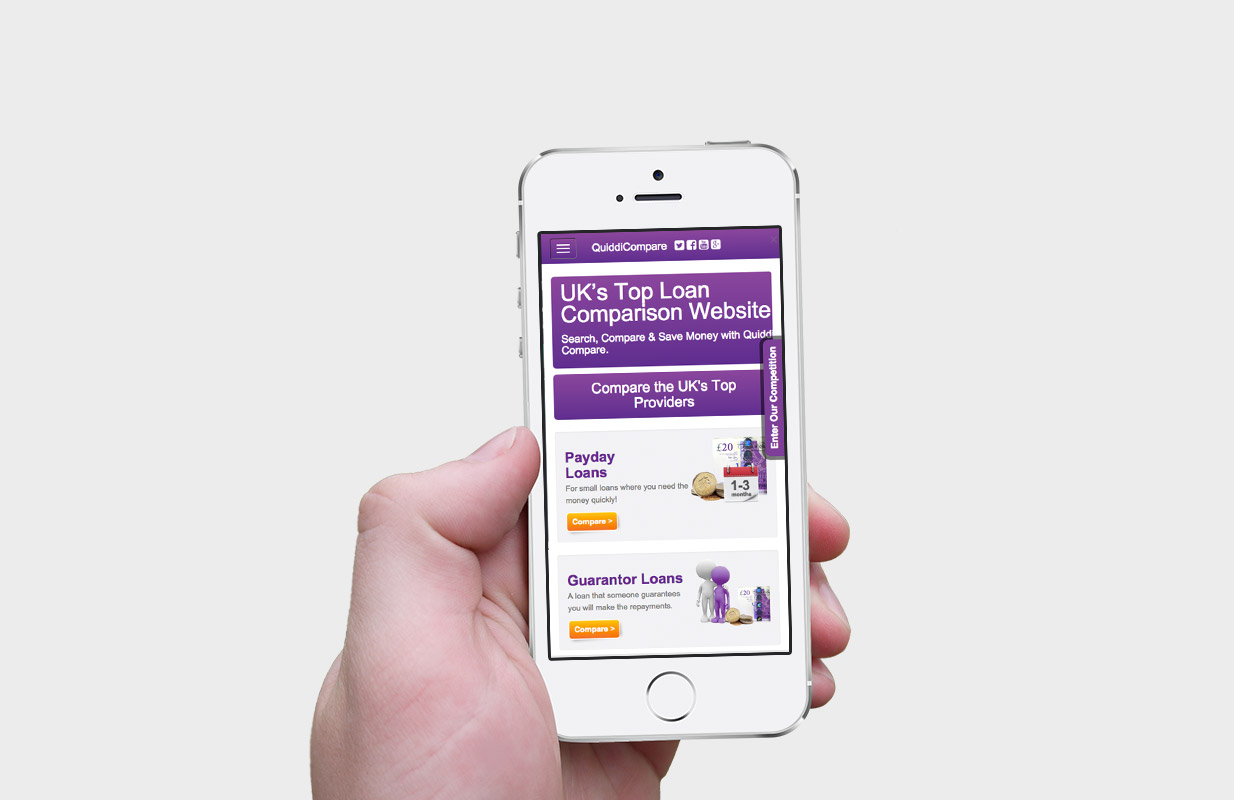 QuiddiCompare
UK's Top Loan
Comparison Website
Search, Compare & Save Money with Quidd
Compare.
Enter Our Competition
Compare the UK's Top
Providers
Payday
Loans
For small loans where you need the
money quickly!
Compare >
£20
1-3
months
Guarantor Loans
A loan that someone guarantees
you will make the repayments.
Compare >
£20